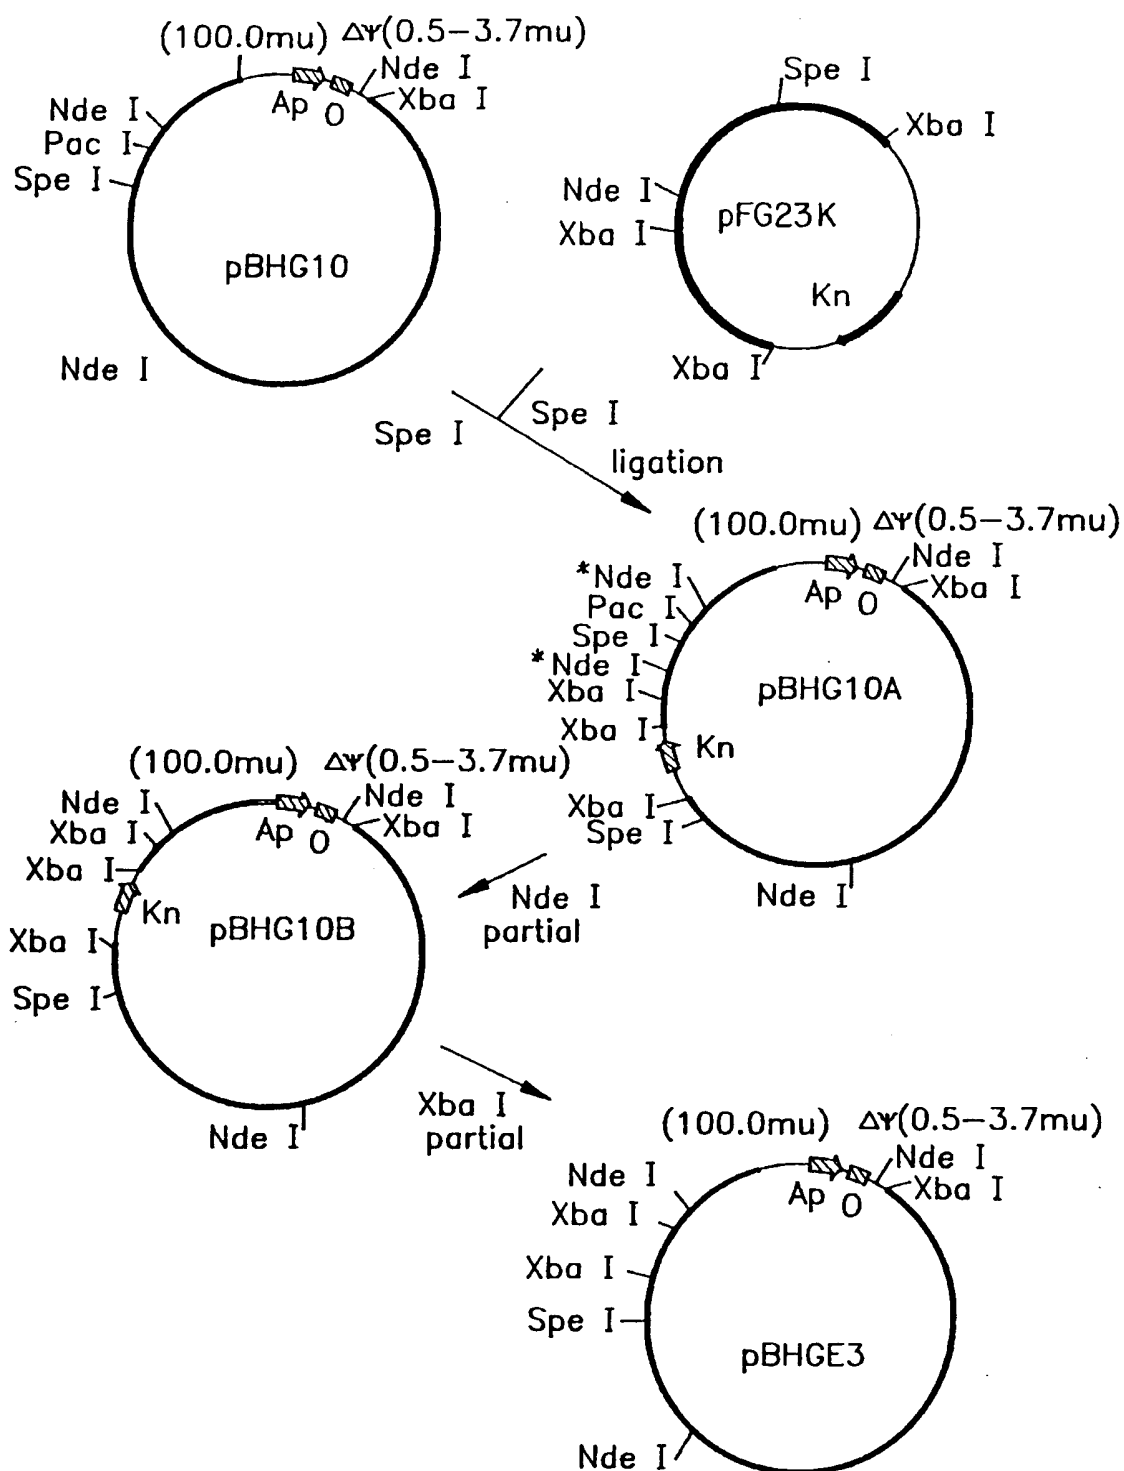 (100.0mu) ΔΨ(0.5-3.7mu)
Nde I
Xba I
Ap O
Nde I
Pac I
Spe I
pBHG10
Nde I
Spe I
Xba I
Nde I
Xba I
pFG23K
Kn
Xba I
Spe I
Spe I
ligation
(100.0mu) ΔΨ(0.5-3.7mu)
Nde I
Xba I
Ap O
*Nde I
Pac I
Spe I
*Nde I
Xba I
Xba I
Kn
pBHG10A
Xba I
Spe I
Nde I
Nde I
partial
(100.0mu) ΔΨ(0.5-3.7mu)
Nde I
Xba I
Ap O
Nde I
Xba I
Xba I
Kn
pBHG10B
Xba I
Spe I
Nde I
Xba I
partial
(100.0mu) ΔΨ(0.5-3.7mu)
Nde I
Xba I
Ap O
Nde I
Xba I
Xba I
Spe I
pBHGE3
Nde I